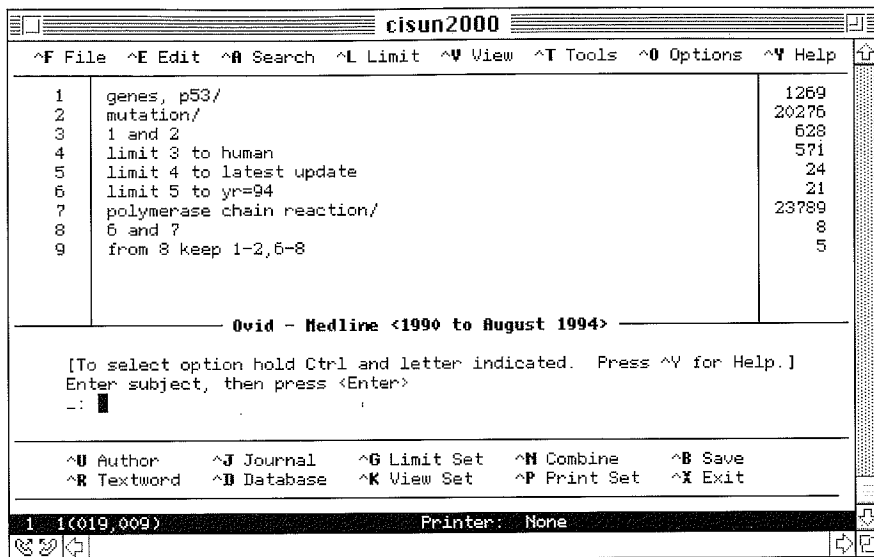 cisun2000
^F File ^E Edit ^A Search ^L Limit ^V View ^T Tools ^O Options ^Y Help
1 genes, p53/ 1269
2 mutation/ 20276
3 1 and 2 628
4 limit 3 to human 571
5 limit 4 to latest update 24
6 limit 5 to yr=94 21
7 polymerase chain reaction/ 23789
8 6 and 7 8
9 from 8 keep 1-2,6-8 5
Ovid - Medline <1990 to August 1994>
[To select option hold Ctrl and letter indicated. Press ^Y for Help.]
Enter subject, then press <Enter>
_:
^U Author ^J Journal ^G Limit Set ^N Combine ^B Save
^R Textword ^D Database ^K View Set ^P Print Set ^X Exit
1 1(019,009) Printer: None